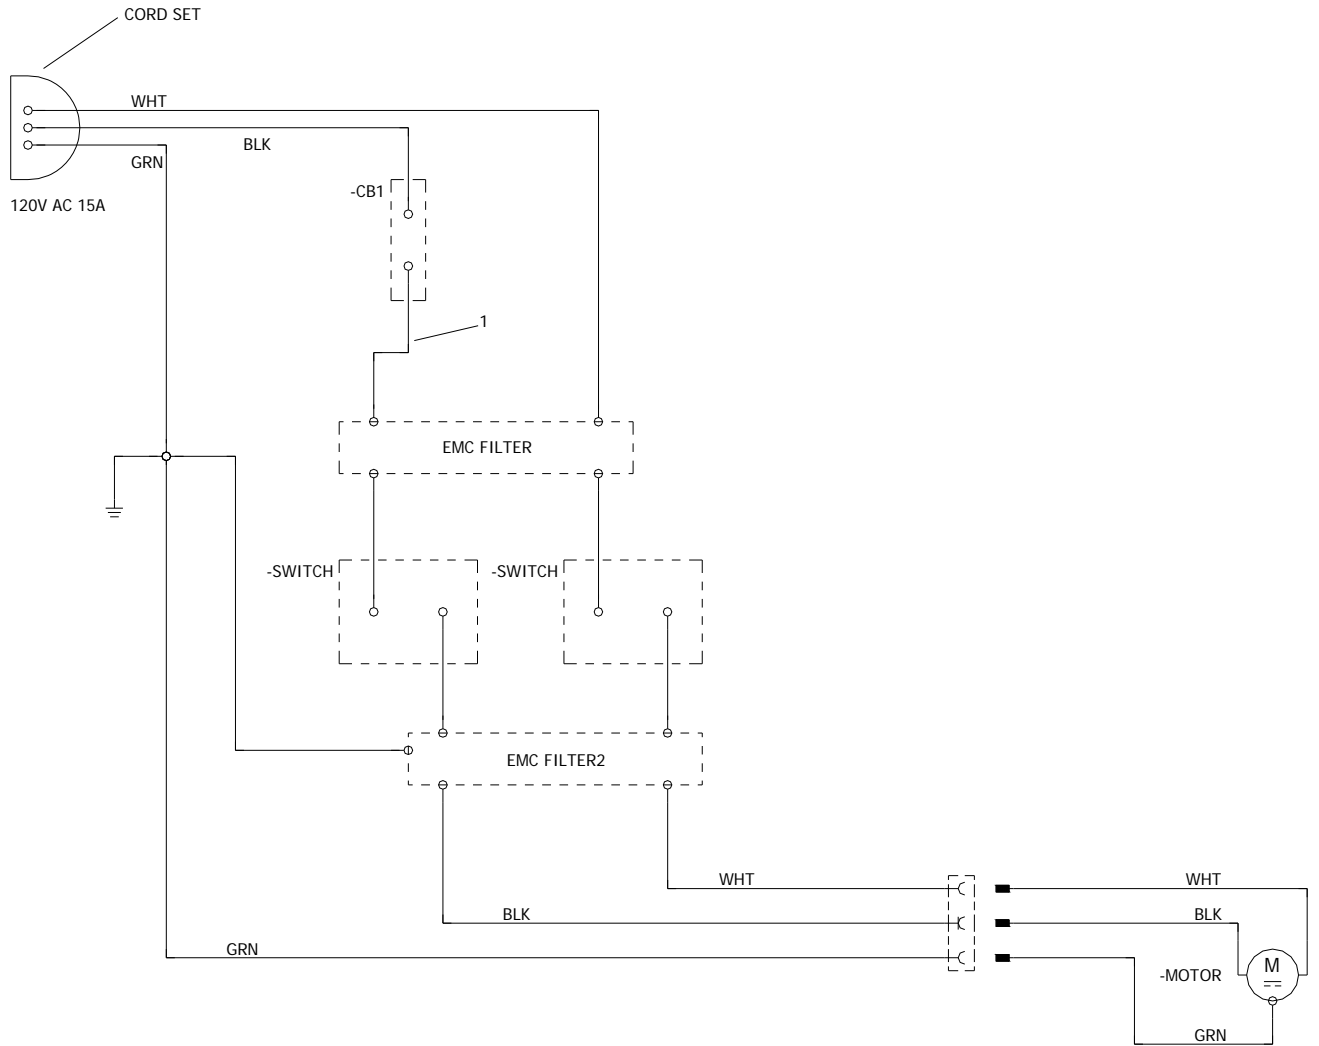 CORD SET
WHT
BLK
GRN
-CB1
120V AC 15A
1
EMC FILTER
-SWITCH
-SWITCH
EMC FILTER2
WHT
WHT
BLK
BLK
GRN
M
-MOTOR
GRN